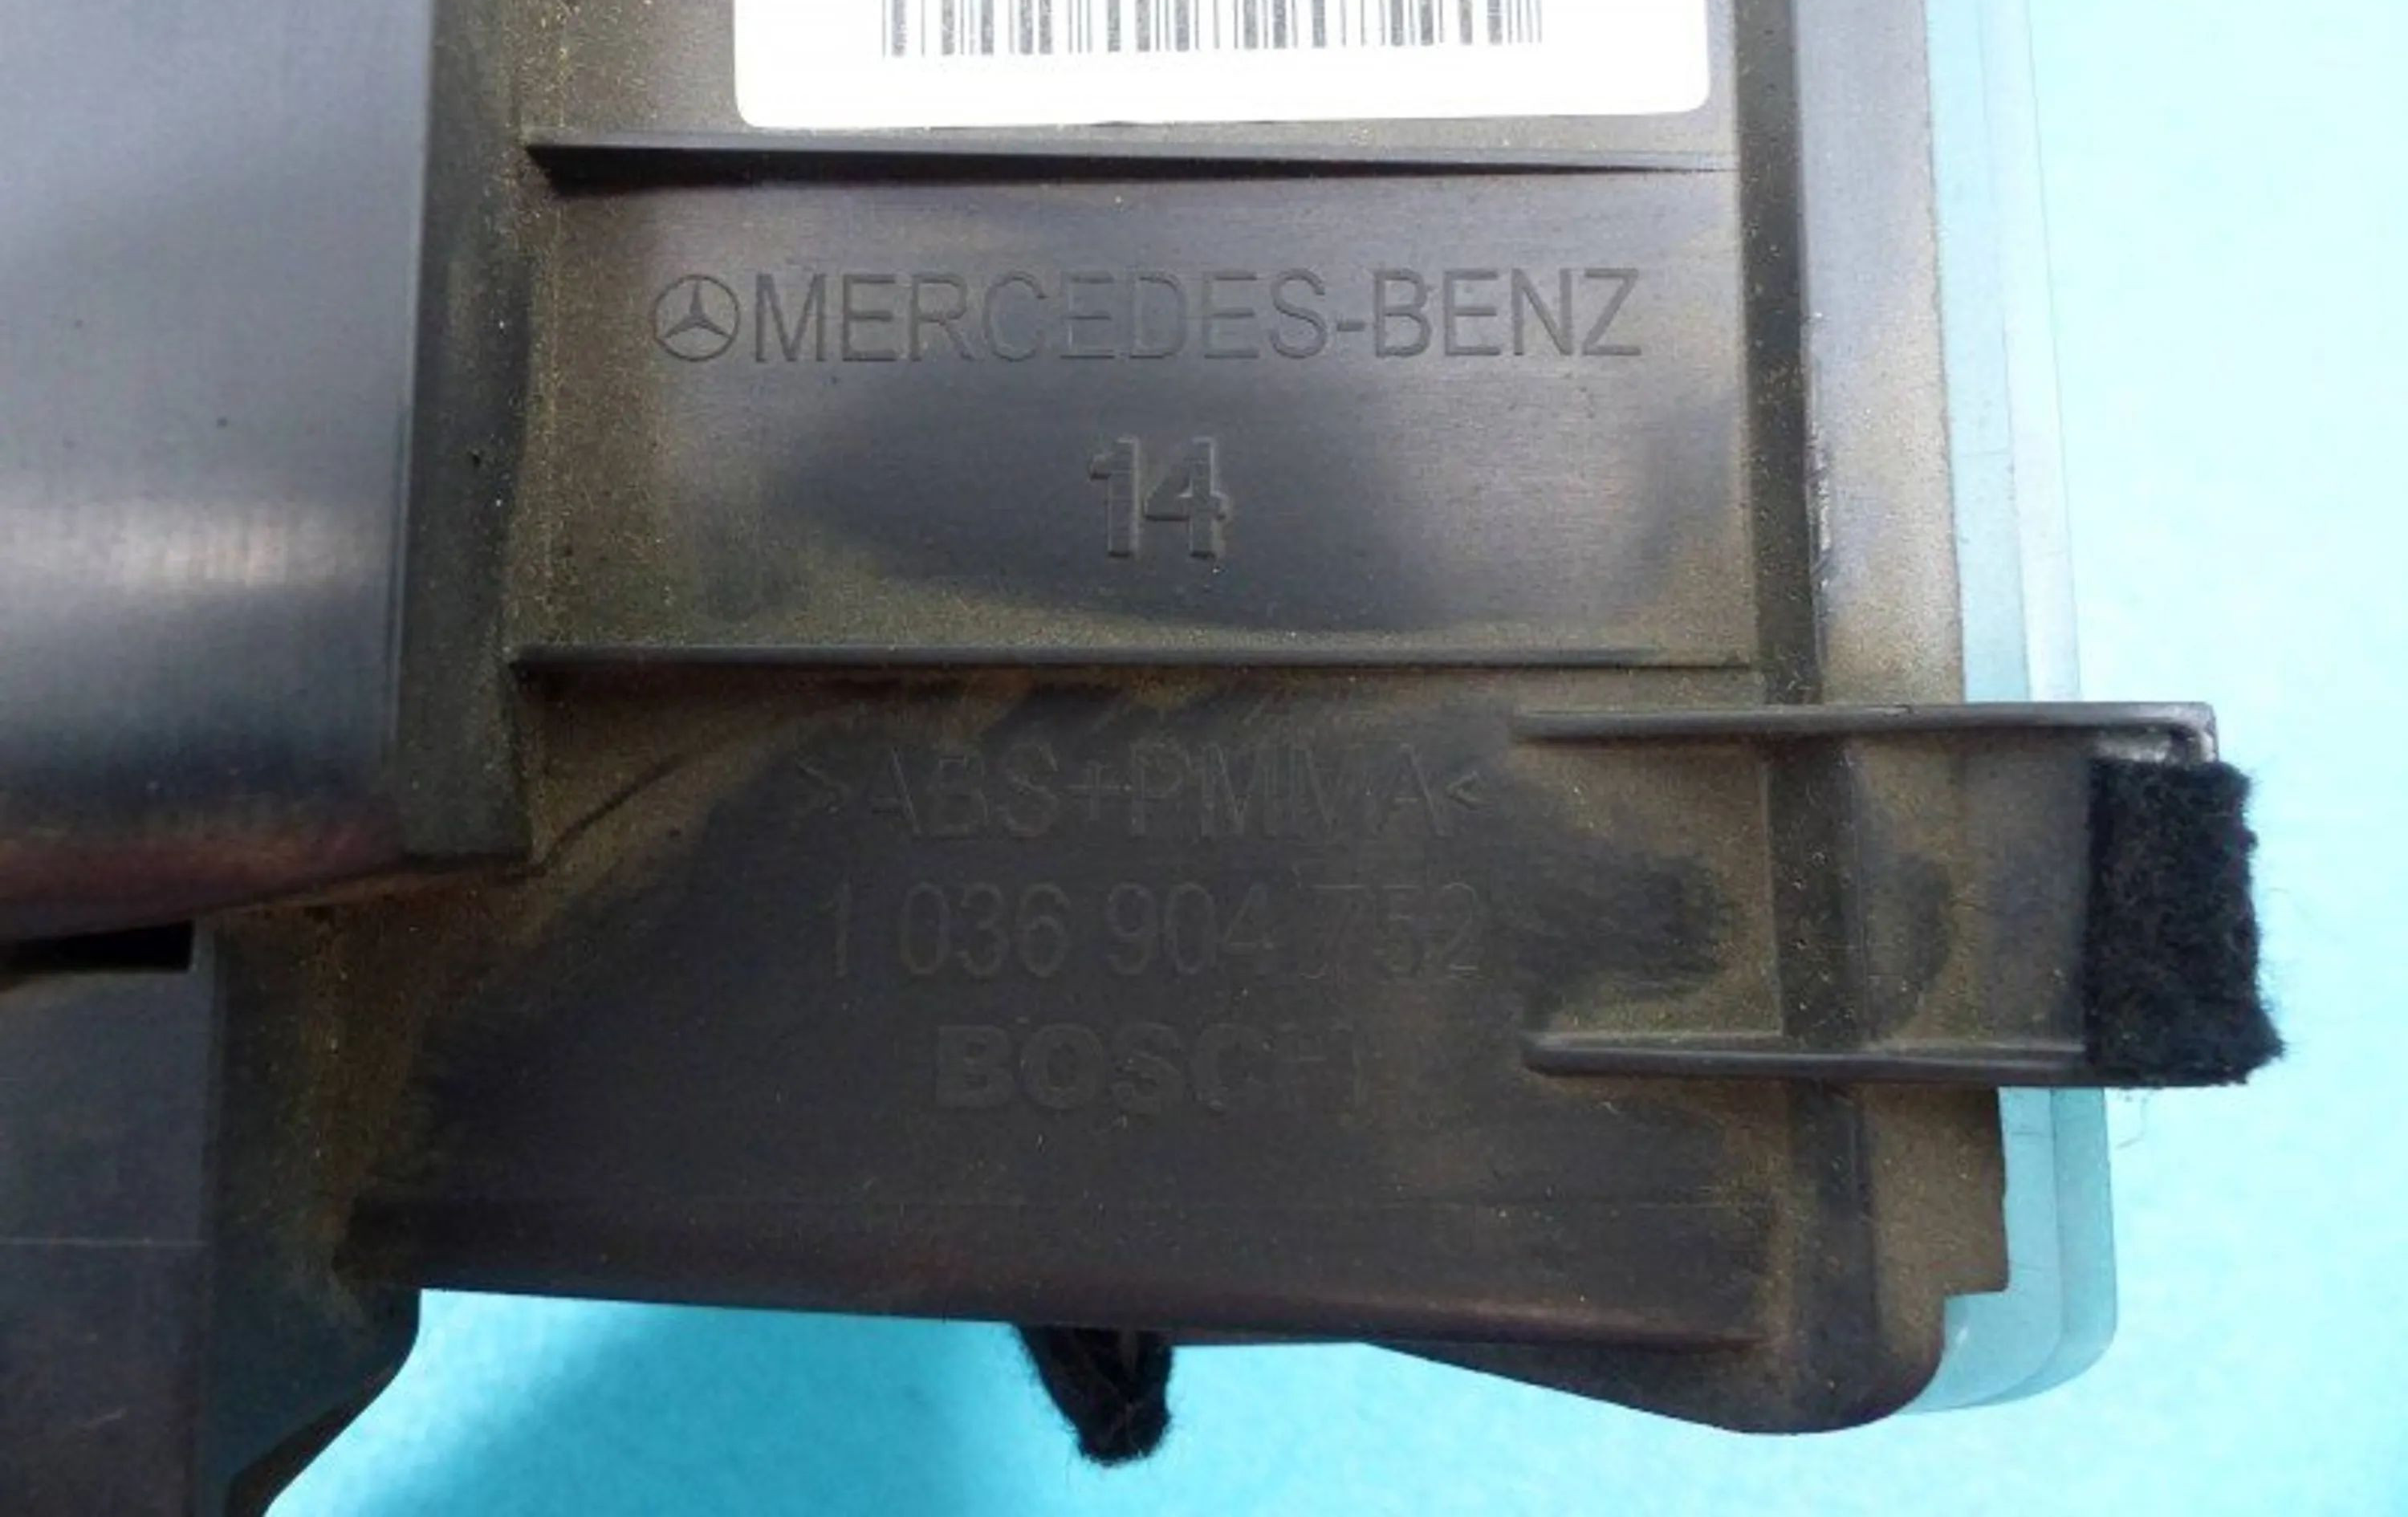 MERCEDES-BENZ
14
>ABS+PMMA<
1 036 904 752
BOSCH